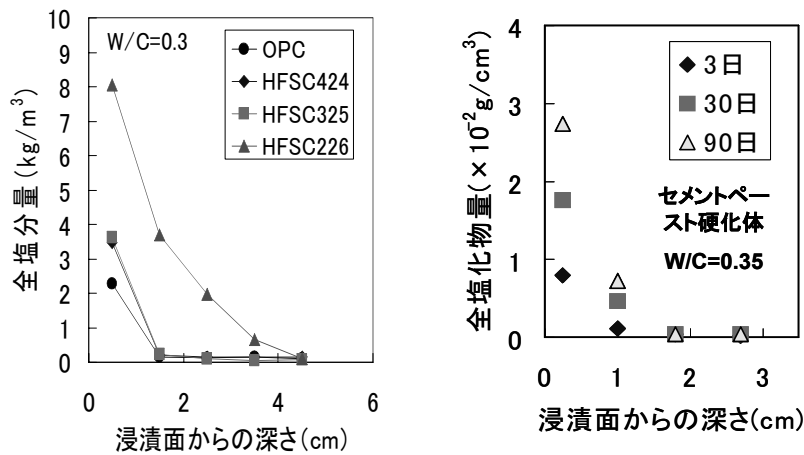 全塩分量(kg/m³)
10
9
8
7
6
5
4
3
2
1
0
W/C=0.3
OPC
HFSC424
HFSC325
HFSC226
0 2 4 6
浸漬面からの深さ(cm)
全塩化物量(×10⁻²g/cm³)
4
3
2
1
0
3日
30日
90日
セメントペー
スト硬化体
W/C=0.35
0 1 2 3
浸漬面からの深さ(cm)